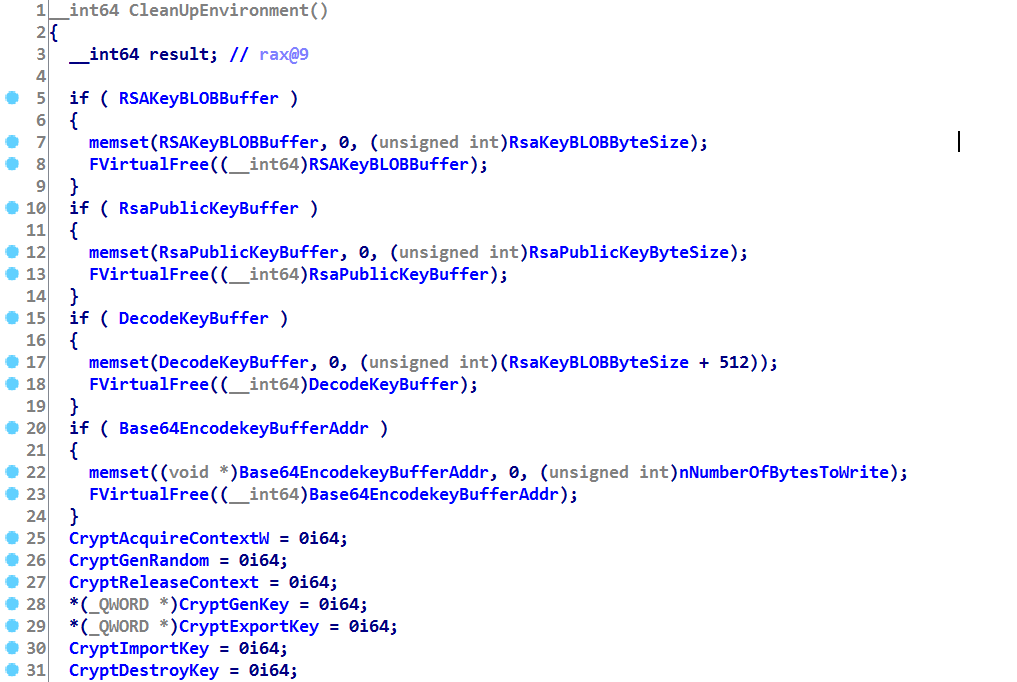 1 __int64 CleanUpEnvironment()
2 {
3 __int64 result; // rax@9
4
5 if ( RSAKeyBLOBBuffer )
6 {
7 memset(RSAKeyBLOBBuffer, 0, (unsigned int)RsaKeyBLOBByteSize);
8 FVirtualFree((__int64)RSAKeyBLOBBuffer);
9 }
10 if ( RsaPublicKeyBuffer )
11 {
12 memset(RsaPublicKeyBuffer, 0, (unsigned int)RsaPublicKeyByteSize);
13 FVirtualFree((__int64)RsaPublicKeyBuffer);
14 }
15 if ( DecodeKeyBuffer )
16 {
17 memset(DecodeKeyBuffer, 0, (unsigned int)(RsaKeyBLOBByteSize + 512));
18 FVirtualFree((__int64)DecodeKeyBuffer);
19 }
20 if ( Base64EncodekeyBufferAddr )
21 {
22 memset((void *)Base64EncodekeyBufferAddr, 0, (unsigned int)nNumberOfBytesToWrite);
23 FVirtualFree((__int64)Base64EncodekeyBufferAddr);
24 }
25 CryptAcquireContextW = 0i64;
26 CryptGenRandom = 0i64;
27 CryptReleaseContext = 0i64;
28 *(_QWORD *)CryptGenKey = 0i64;
29 *(_QWORD *)CryptExportKey = 0i64;
30 CryptImportKey = 0i64;
31 CryptDestroyKey = 0i64;